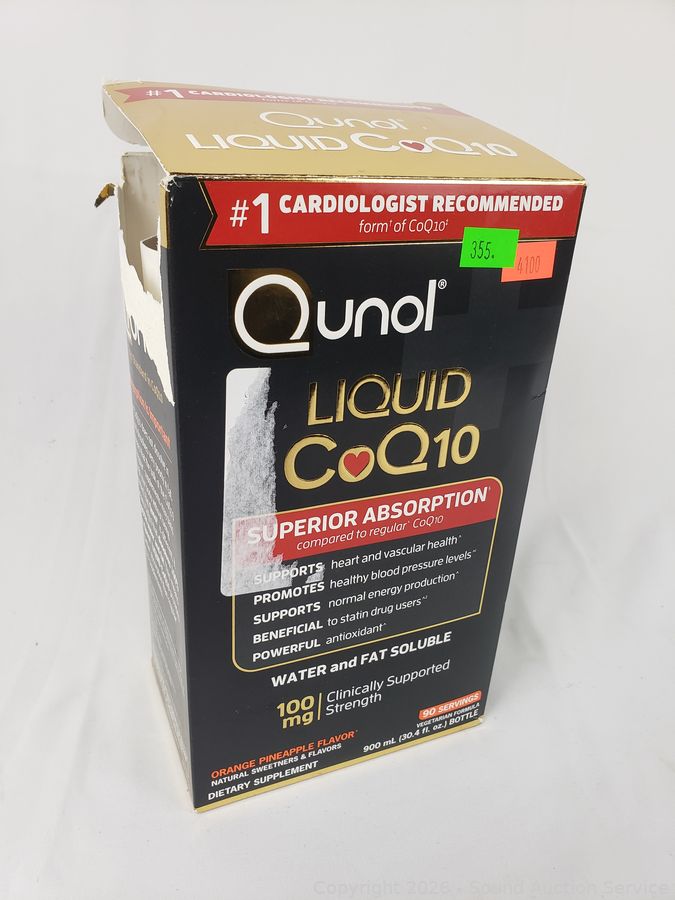 #1 CARDIOLOGIST RECOMMENDED
Qunol
LIQUID CoQ10
#1 CARDIOLOGIST RECOMMENDED
form† of CoQ10‡
355.
4100
Qunol®
LIQUID
CoQ10
SUPERIOR ABSORPTION
compared to regular CoQ10
SUPPORTS heart and vascular health^
PROMOTES healthy blood pressure levels
SUPPORTS normal energy production^
BENEFICIAL to statin drug users
POWERFUL antioxidant^
WATER and FAT SOLUBLE
100 mg
Clinically Supported
Strength
90 SERVINGS
VEGETARIAN FORMULA
900 mL (30.4 fl. oz.) BOTTLE
ORANGE PINEAPPLE FLAVOR
NATURAL SWEETNERS & FLAVORS
DIETARY SUPPLEMENT
Copyright 2026 - Sound Auction Service